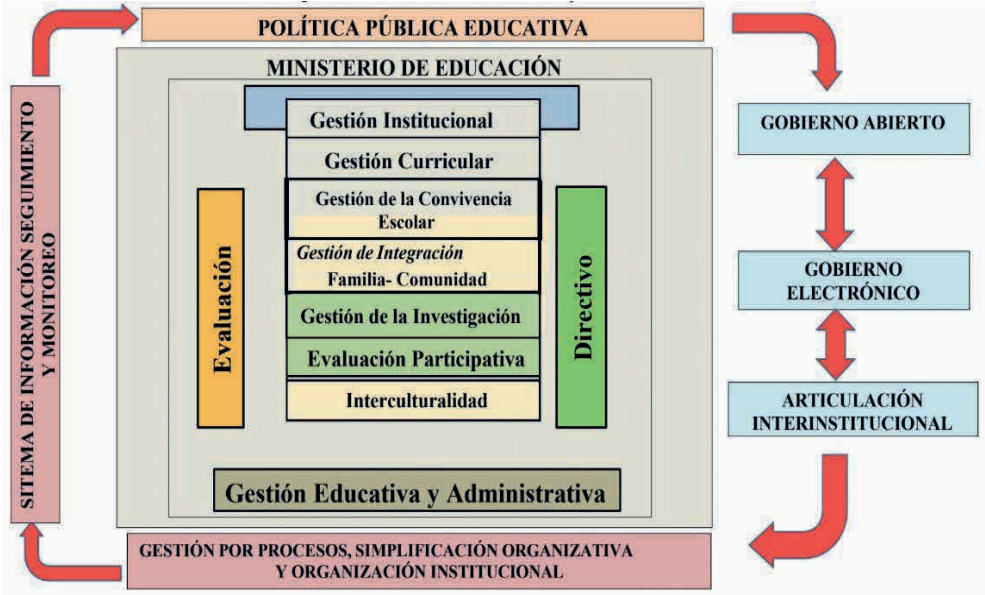 POLÍTICA PÚBLICA EDUCATIVA
MINISTERIO DE EDUCACIÓN
Gestión Institucional
Gestión Curricular
Gestión de la Convivencia
Escolar
Gestión de Integración
Familia- Comunidad
Gestión de la Investigación
Evaluación Participativa
Interculturalidad
Evaluación
Directivo
Gestión Educativa y Administrativa
GOBIERNO ABIERTO
GOBIERNO
ELECTRÓNICO
ARTICULACIÓN
INTERINSTITUCIONAL
GESTIÓN POR PROCESOS, SIMPLIFICACIÓN ORGANIZATIVA
Y ORGANIZACIÓN INSTITUCIONAL
SITEMA DE INFORMACIÓN SEGUIMIENTO
Y MONITOREO